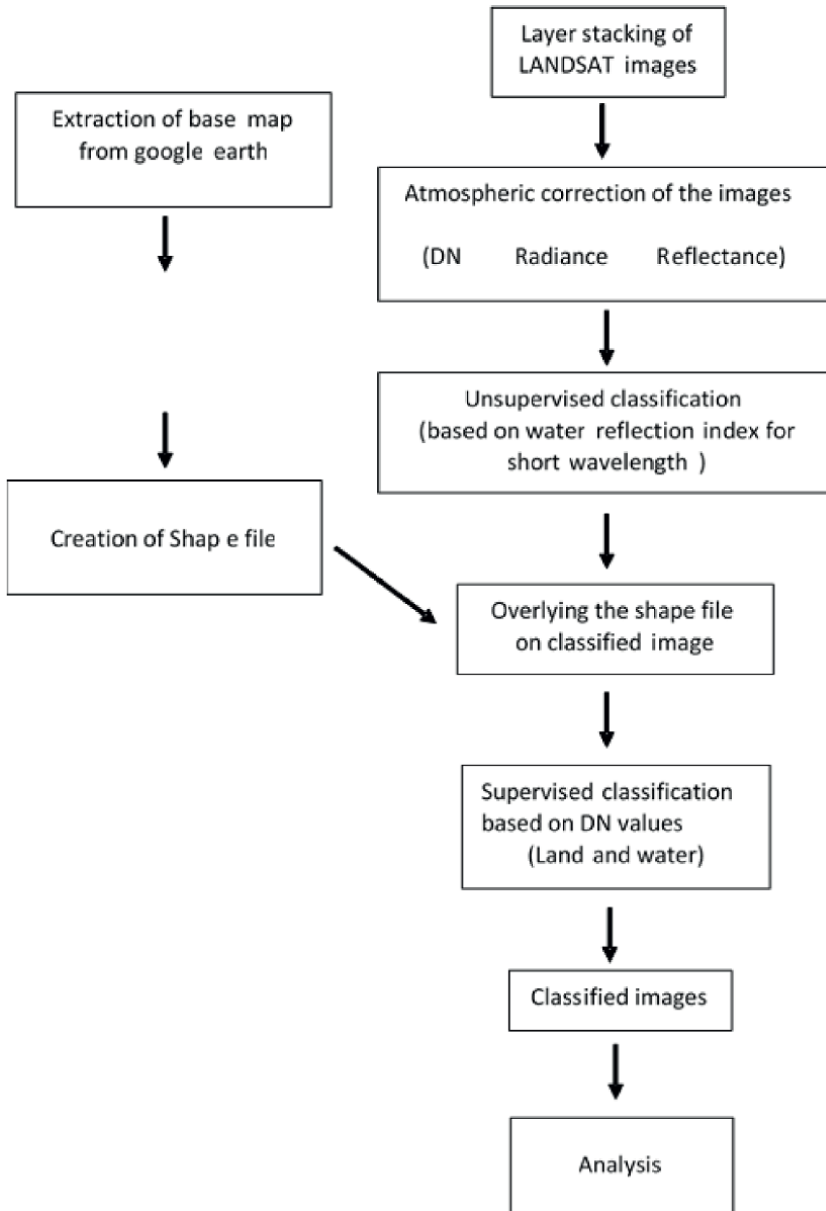 Layer stacking of
LANDSAT images
Extraction of base map
from google earth
Atmospheric correction of the images
(DN Radiance Reflectance)
Unsupervised classification
(based on water reflection index for
short wavelength )
Creation of Shap e file
Overlying the shape file
on classified image
Supervised classification
based on DN values
(Land and water)
Classified images
Analysis